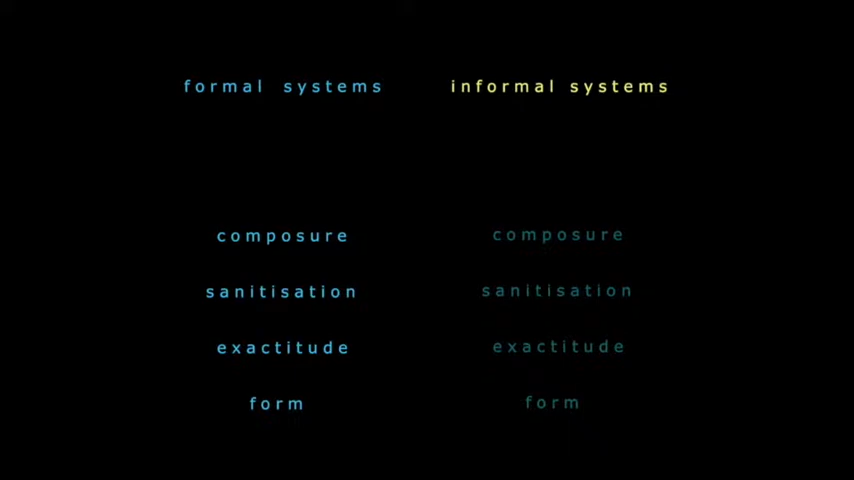 formal systems informal systems
composure composure
sanitisation sanitisation
exactitude exactitude
form form